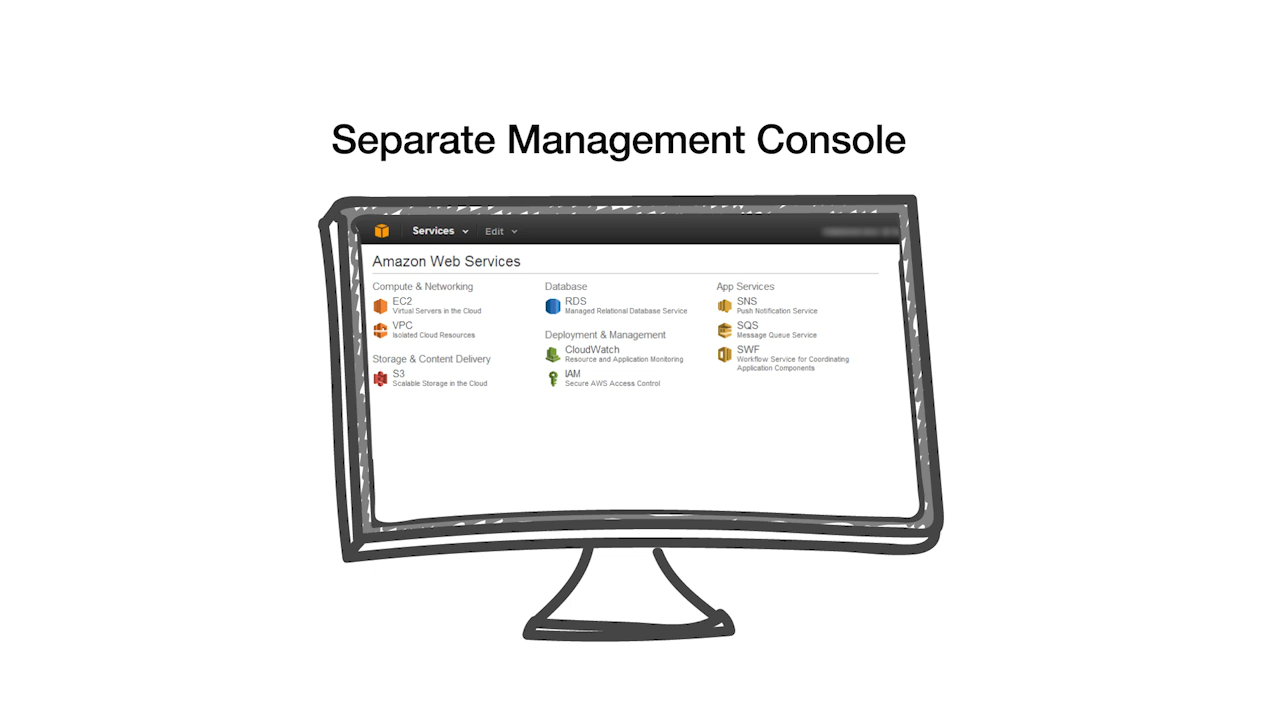 Separate Management Console
Services Edit
Amazon Web Services
Compute & Networking
EC2
Virtual Servers in the Cloud
VPC
Isolated Cloud Resources
Storage & Content Delivery
S3
Scalable Storage in the Cloud
Database
RDS
Managed Relational Database Service
Deployment & Management
CloudWatch
Resource and Application Monitoring
IAM
Secure AWS Access Control
App Services
SNS
Push Notification Service
SQS
Message Queue Service
SWF
Workflow Service for Coordinating
Application Components